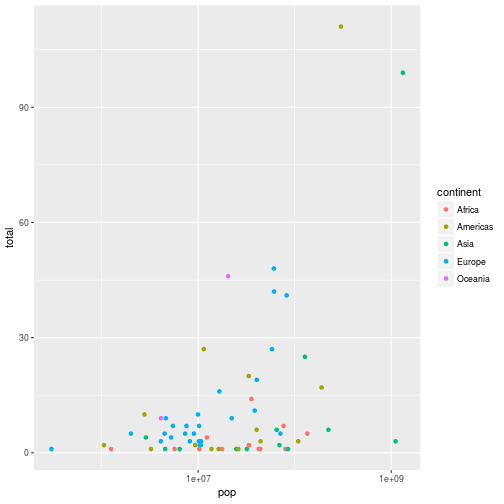 90
60
30
0
total
1e+07
1e+09
pop
continent
Africa
Americas
Asia
Europe
Oceania